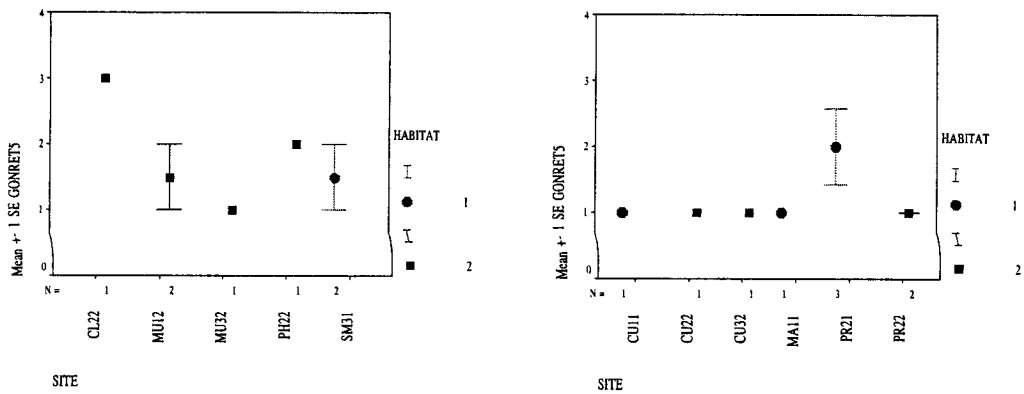 Mean +- 1 SE GONRET5
4
3
2
1
0
N = 1 2 1 1 2
CL22 MU12 MU32 PH22 SM31
SITE
HABITAT
1
2
Mean +- 1 SE GONRET5
4
3
2
1
0
N = 1 1 1 1 3 2
CU11 CU22 CU32 MA11 PR21 PR22
SITE
HABITAT
1
2